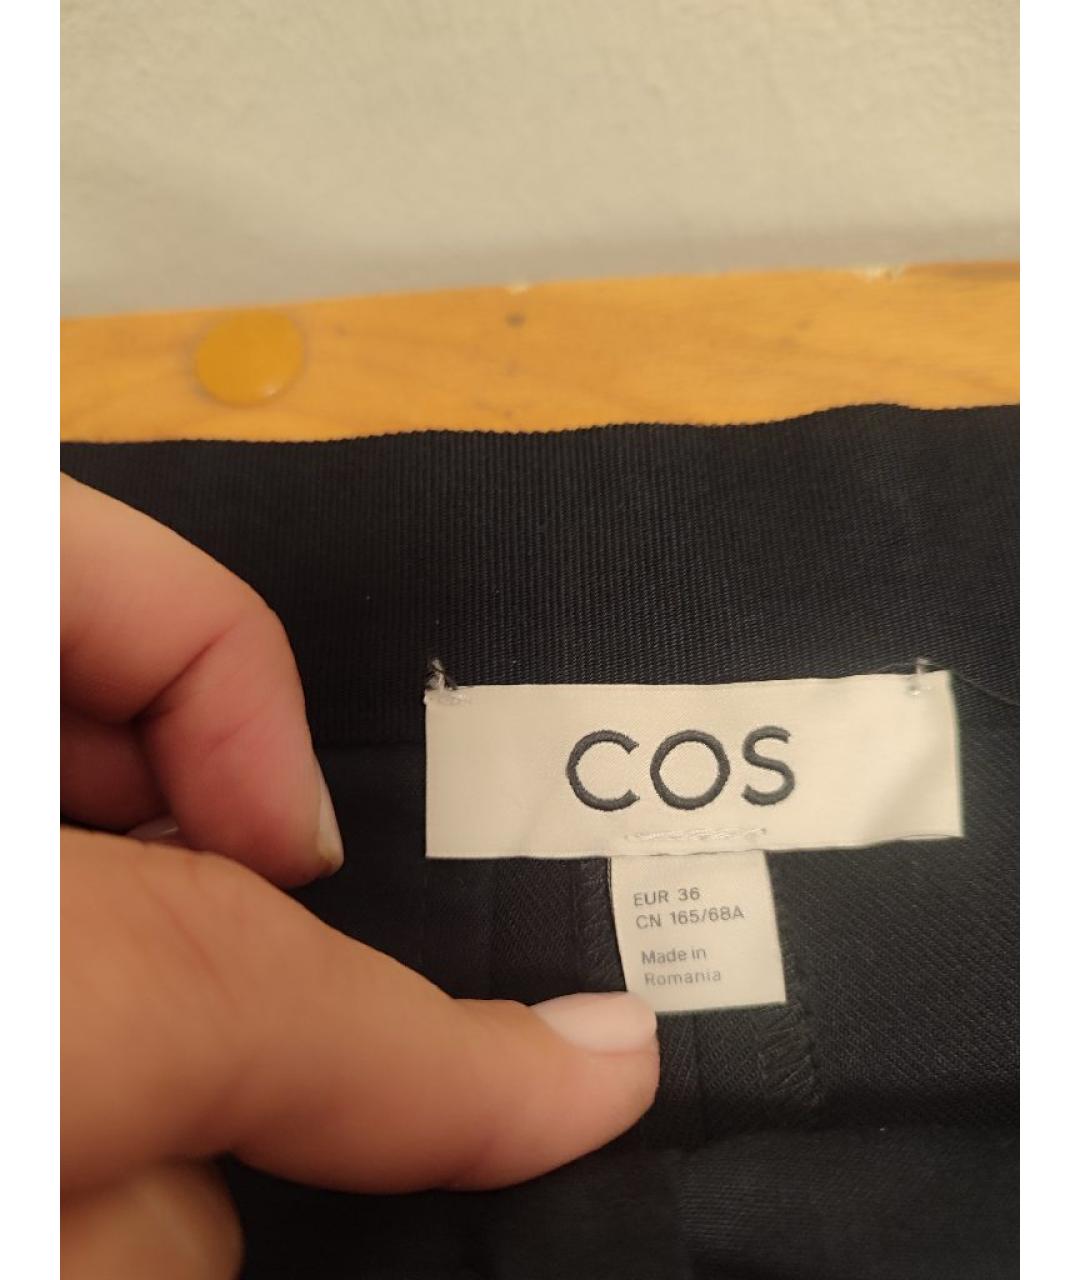 COS
EUR 36
CN 165/68A
Made in
Romania